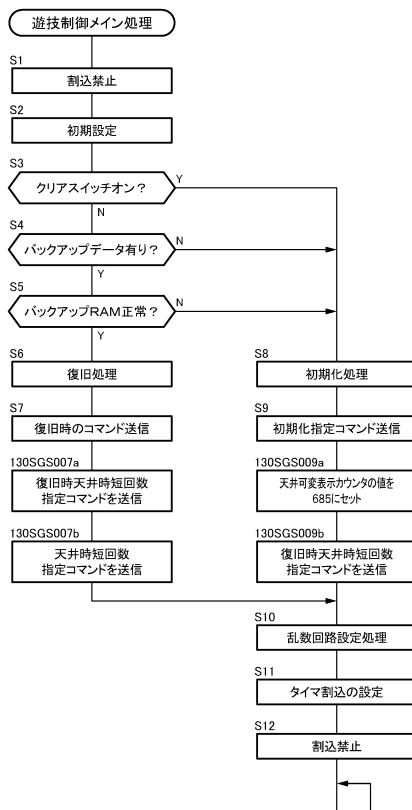 遊技制御メイン処理
S1
割込禁止
S2
初期設定
S3
クリアスイッチオン？
Y
N
S4
バックアップデータ有り？
N
Y
S5
バックアップRAM正常？
N
Y
S6
復旧処理
S7
復旧時のコマンド送信
130SGS007a
復旧時天井時短回数
指定コマンドを送信
130SGS007b
天井時短回数
指定コマンドを送信
S8
初期化処理
S9
初期化指定コマンド送信
130SGS009a
天井可変表示カウンタの値を
685にセット
130SGS009b
復旧時天井時短回数
指定コマンドを送信
S10
乱数回路設定処理
S11
タイマ割込の設定
S12
割込禁止